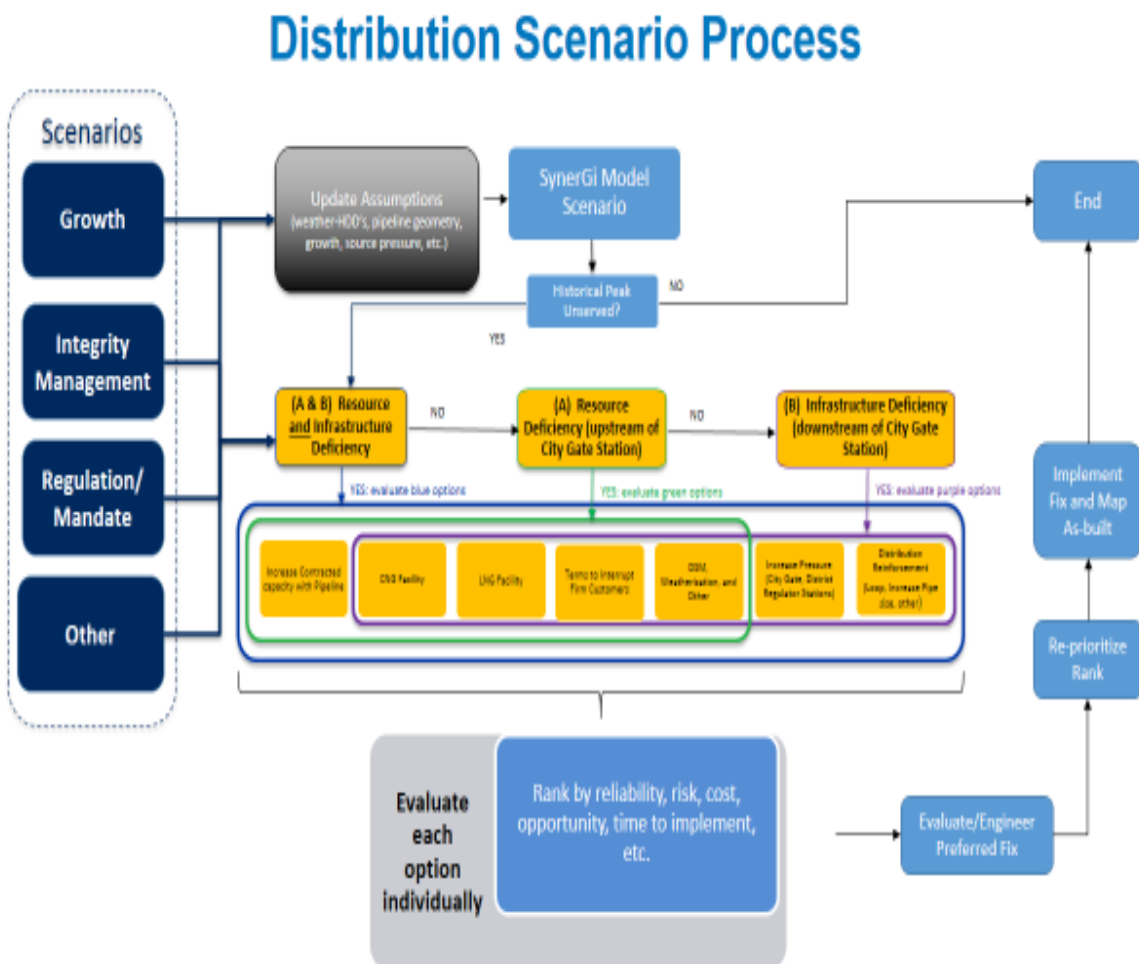 Distribution Scenario Process
Scenarios
Growth
Integrity
Management
Regulation/
Mandate
Other
Update Assumptions
(weather-HDD's, pipeline geometry,
growth, source pressure, etc.)
SynerGi Model
Scenario
Historical Peak
Unserved?
NO
YES
End
(A & B) Resource
and Infrastructure
Deficiency
NO
(A) Resource
Deficiency (upstream of
City Gate Station)
NO
(B) Infrastructure Deficiency
(downstream of City Gate
Station)
YES: evaluate blue options
YES: evaluate green options
YES: evaluate purple options
Increase Contracted
capacity with Pipeline
CNG Facility
LNG Facility
Terms to Interrupt
Firm Customers
DSM,
Weatherization, and
Other
Increase Pressure
(City Gate, District
Regulator Stations)
Distribution
Reinforcement
(Loop, Increase Pipe
size, other)
Evaluate
each
option
individually
Rank by reliability, risk, cost,
opportunity, time to implement,
etc.
Evaluate/Engineer
Preferred Fix
Re-prioritize
Rank
Implement
Fix and Map
As-built